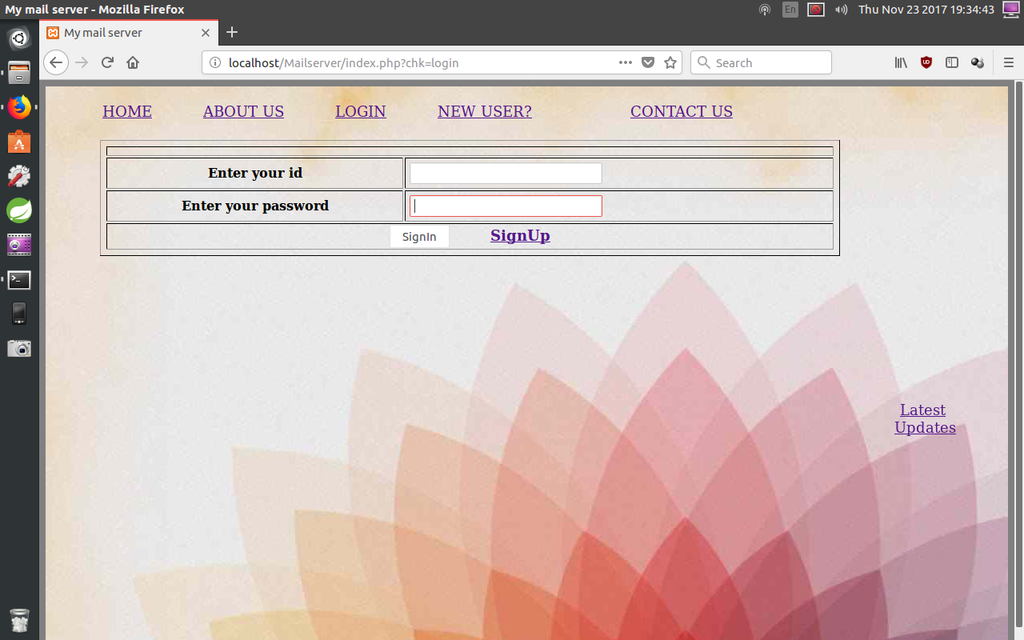 My mail server - Mozilla Firefox
En
Thu Nov 23 2017 19:34:43
My mail server
localhost/Mailserver/index.php?chk=login
Search
HOME ABOUT US LOGIN NEW USER? CONTACT US
Enter your id
Enter your password
SignIn SignUp
Latest
Updates